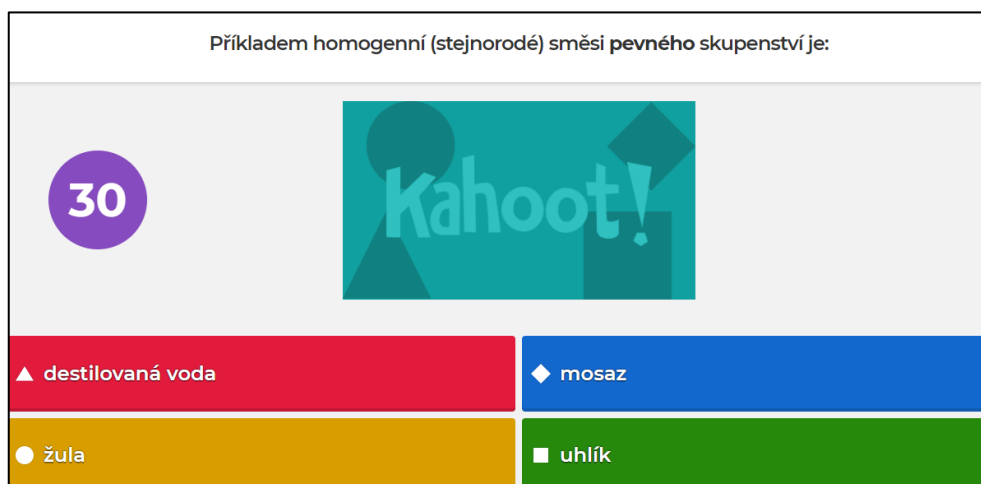 Příkladem homogenní (stejnorodé) směsi pevného skupenství je:
30
Kahoot!
destilovaná voda
mosaz
žula
uhlík